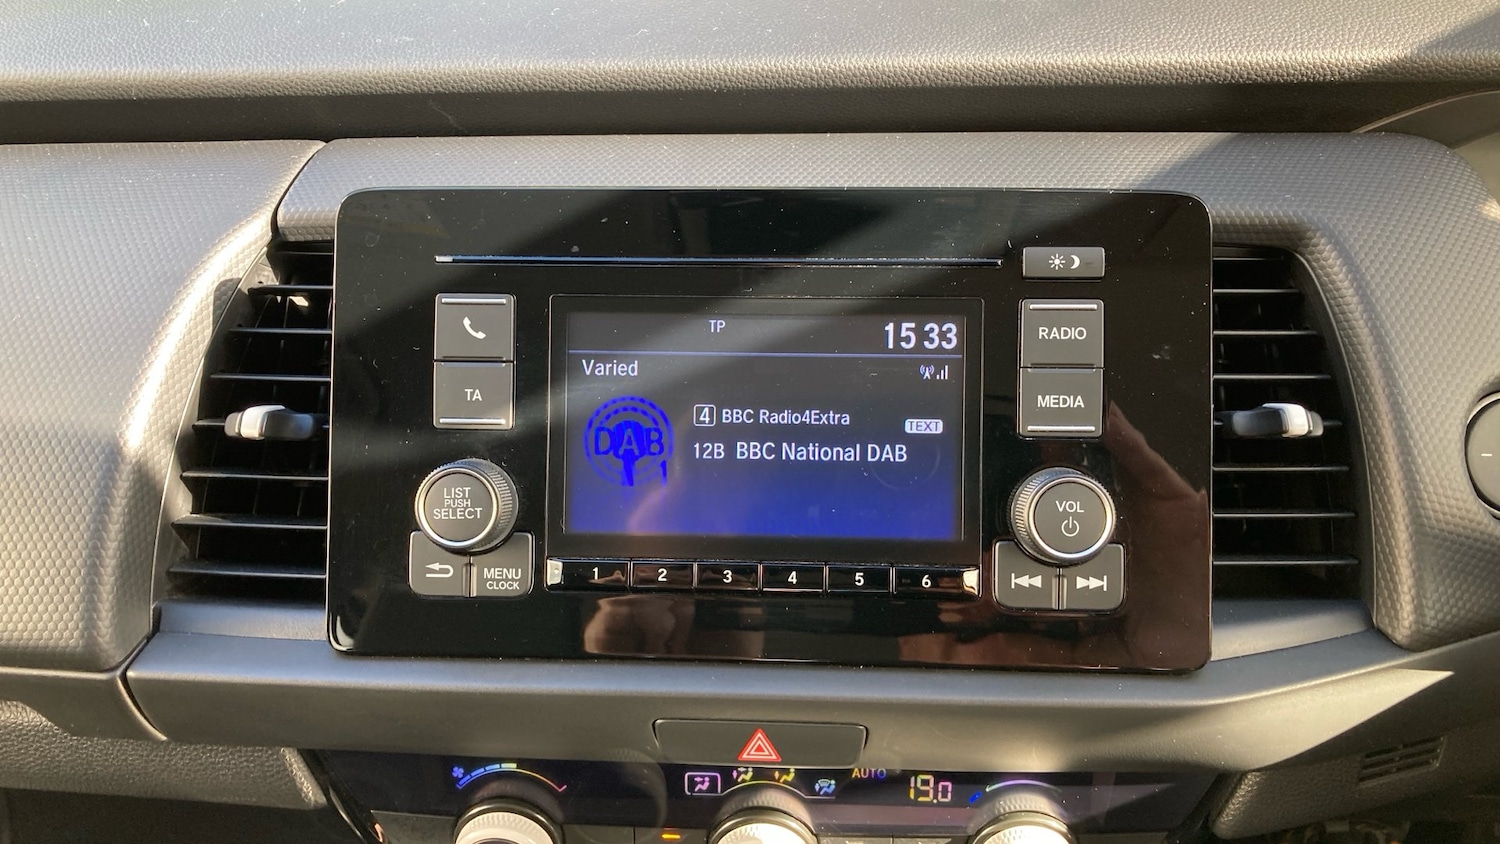 TP
15 33
Varied
DAB
1
4 BBC Radio4Extra
TEXT
12B BBC National DAB
TA
LIST
PUSH
SELECT
MENU
CLOCK
RADIO
MEDIA
VOL
1 2 3 4 5 6
AUTO
19.0